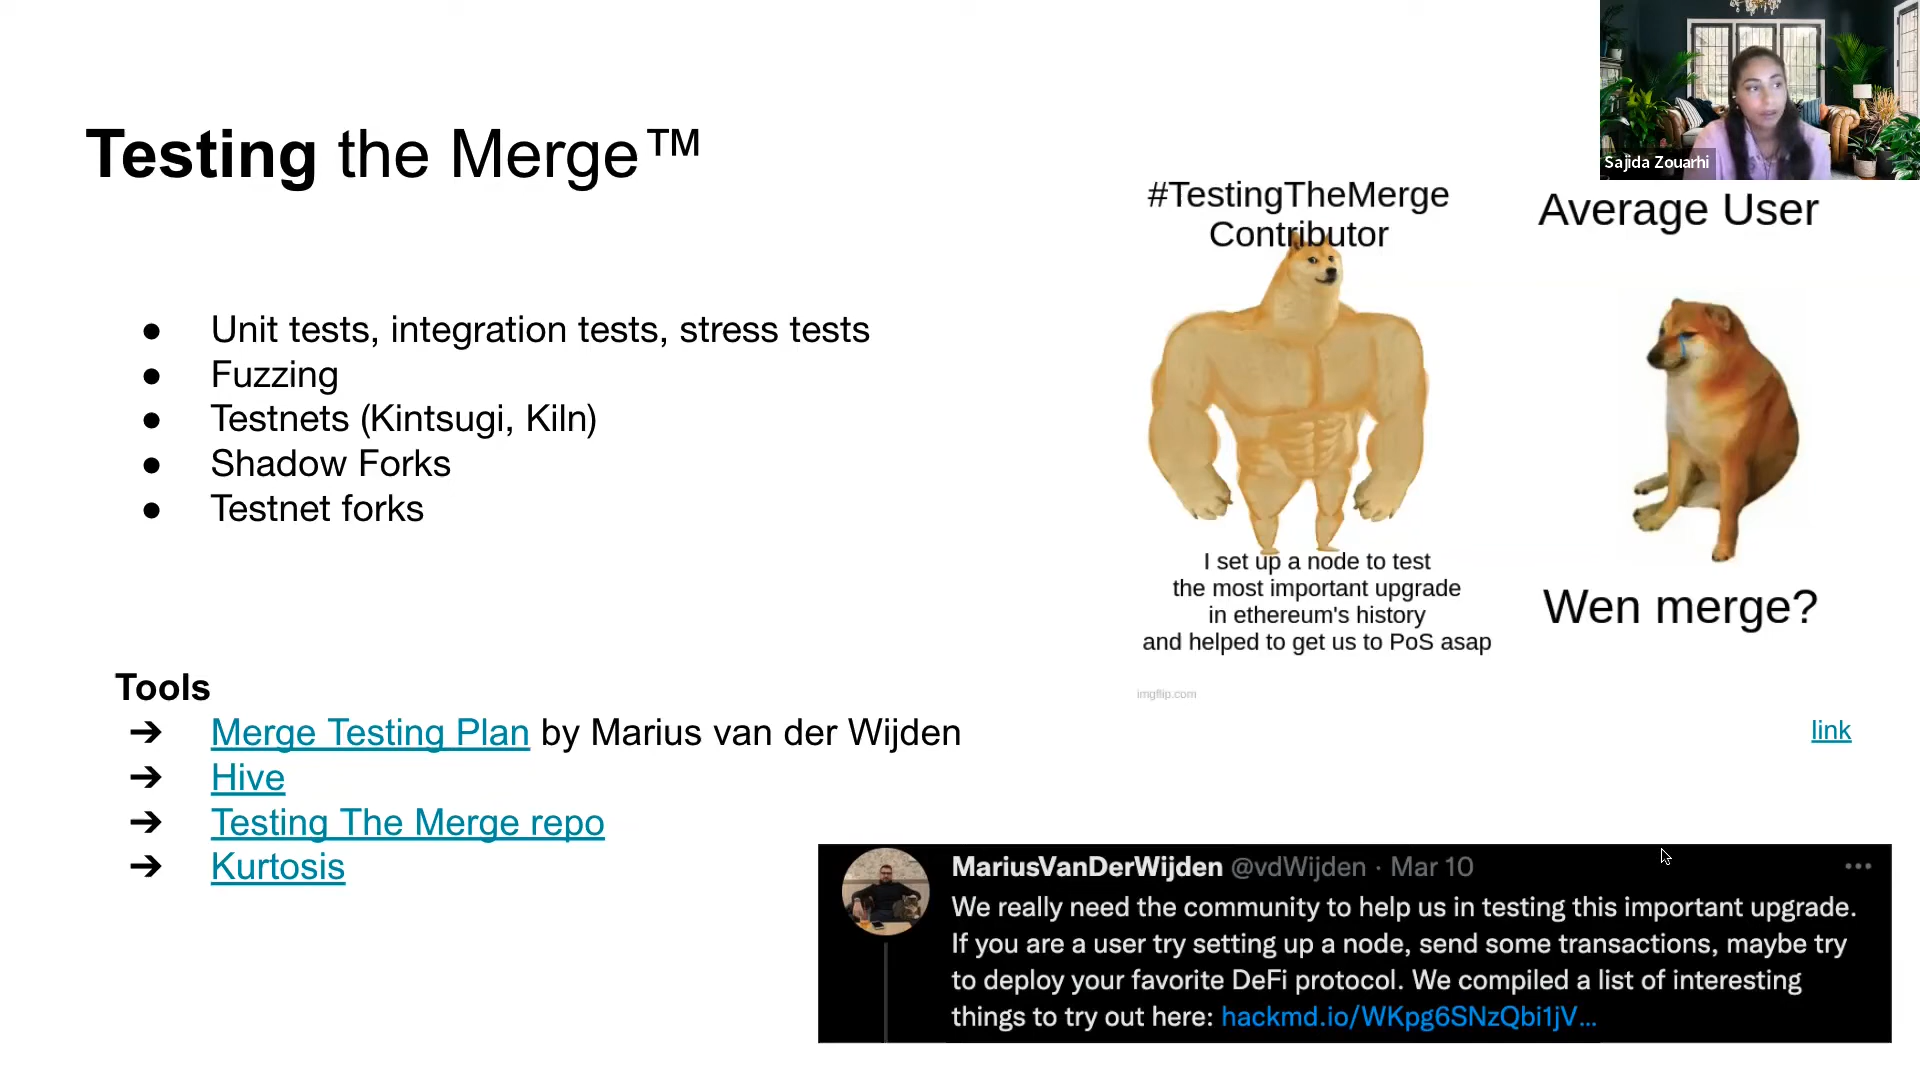 Testing the Merge™
Sajida Zouarhi
#TestingTheMerge
Contributor
Average User
Unit tests, integration tests, stress tests
Fuzzing
Testnets (Kintsugi, Kiln)
Shadow Forks
Testnet forks
I set up a node to test
the most important upgrade
in ethereum's history
and helped to get us to PoS asap
Wen merge?
imgflip.com
link
Tools
➔ Merge Testing Plan by Marius van der Wijden
➔ Hive
➔ Testing The Merge repo
➔ Kurtosis
MariusVanDerWijden @vdWijden · Mar 10
We really need the community to help us in testing this important upgrade.
If you are a user try setting up a node, send some transactions, maybe try
to deploy your favorite DeFi protocol. We compiled a list of interesting
things to try out here: hackmd.io/WKpg6SNzQbi1jV...